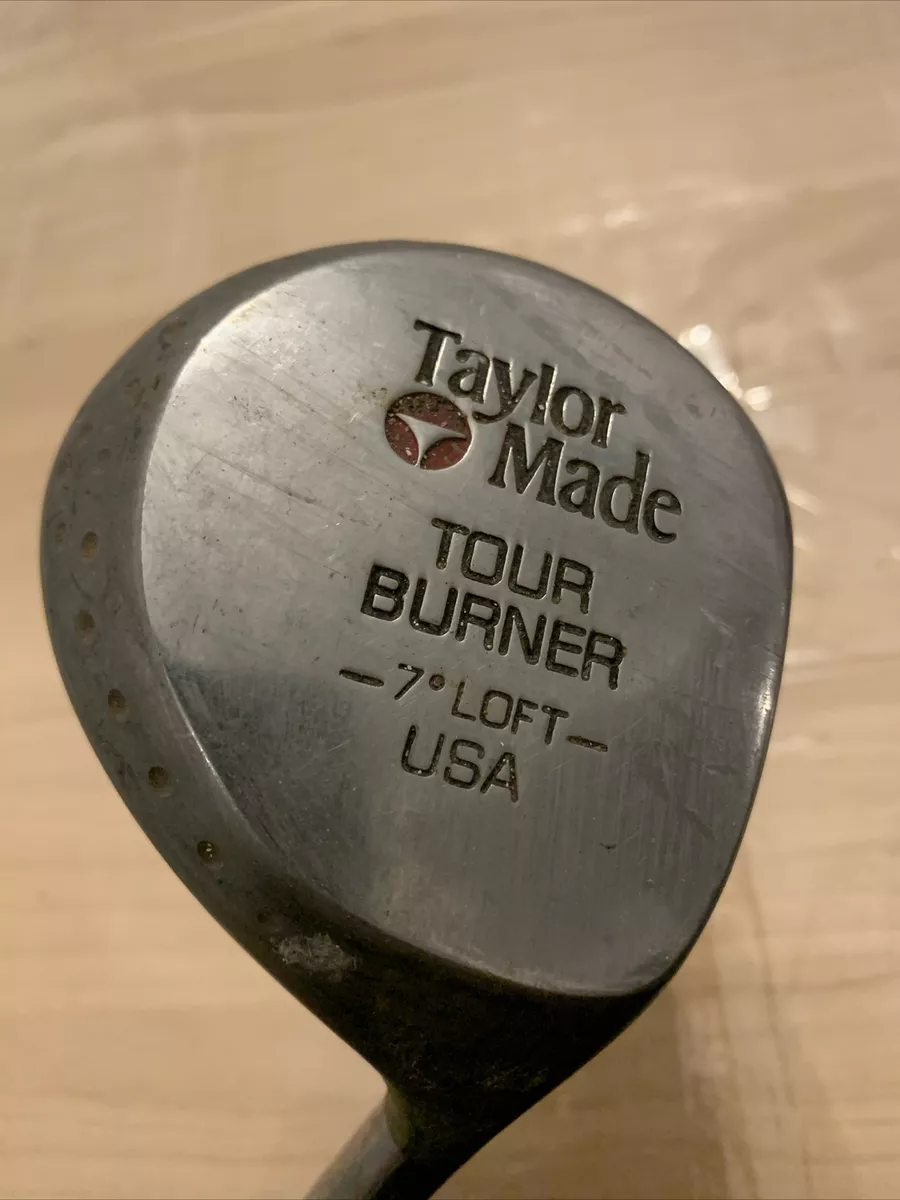 Taylor
Made
TOUR
BURNER
-7° LOFT-
USA